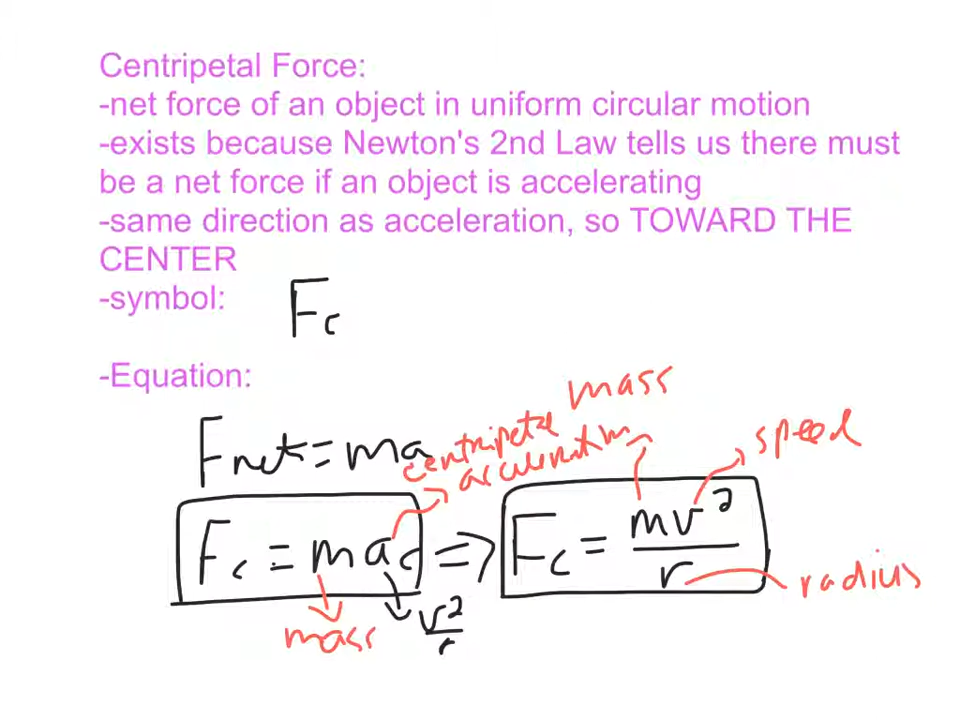 Centripetal Force:
-net force of an object in uniform circular motion
-exists because Newton's 2nd Law tells us there must
be a net force if an object is accelerating
-same direction as acceleration, so TOWARD THE
CENTER
-symbol: Fc
-Equation:
mass
Fnet = ma
centripetal
acceleration
speed
Fc = mac => Fc = mv²/r
radius
mass
v²/r